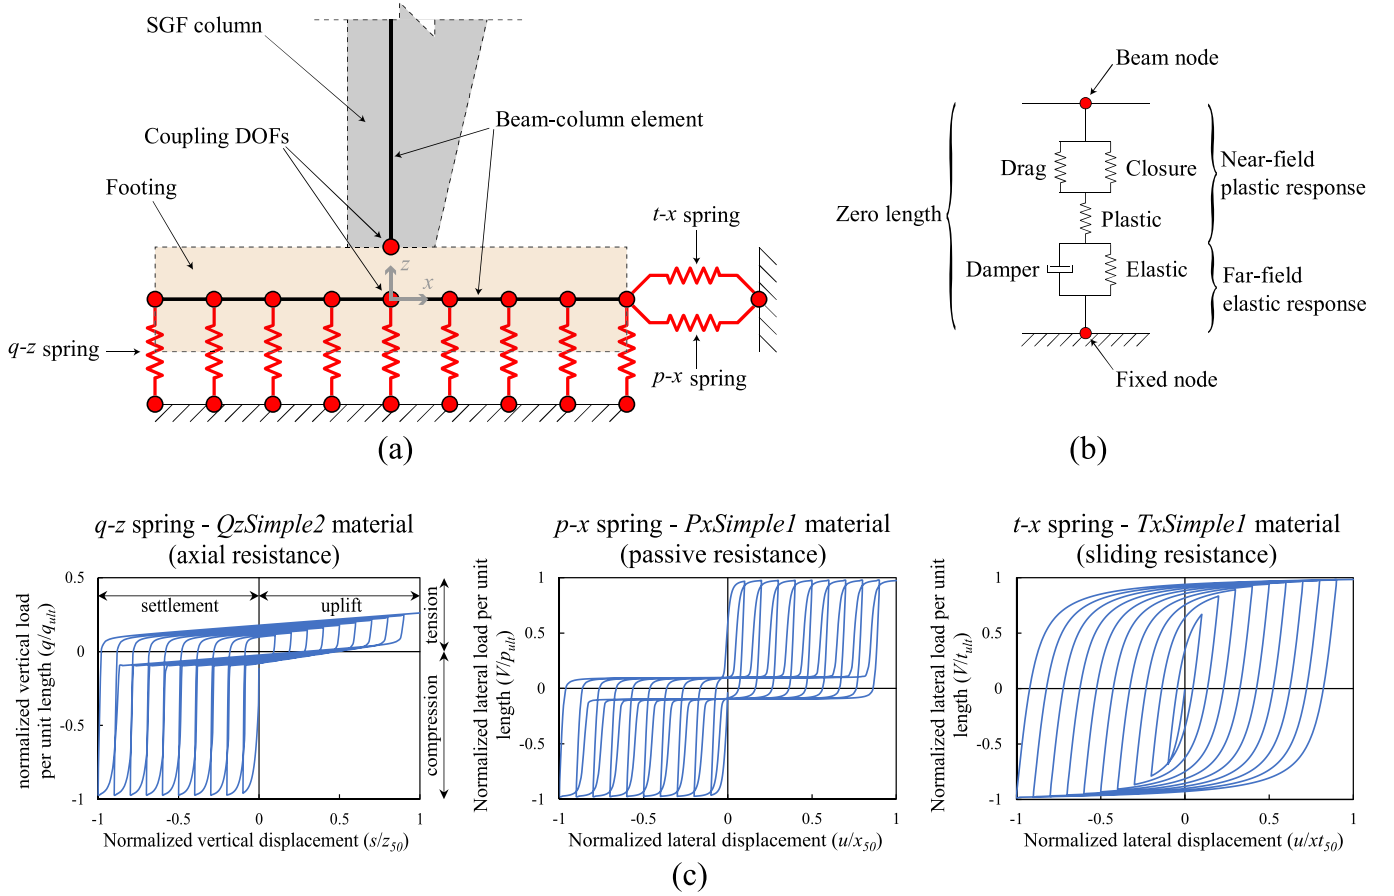 (a)
SGF column
Coupling DOFs
Beam-column element
Footing
t-x
spring
z
x
q-z
spring
p-x spring
(b)
Beam node
Drag
Closure
Near-field
plastic response
Zero length
Plastic
Damper
Elastic
Far-field
elastic response
Fixed node
q-z spring - QzSimple2 material
(axial resistance)
normalized vertical load
per unit length (q/q_ult)
0.5
0
-0.5
-1
settlement
uplift
tension
compression
-1
-0.5
0
0.5
1
Normalized vertical displacement (s/z_50)
p-x spring - PxSimple1 material
(passive resistance)
Normalized lateral load per unit
length (V/p_ult)
1
0.5
0
-0.5
-1
-1
-0.5
0
0.5
1
Normalized lateral displacement (u/x_50)
t-x spring - TxSimple1 material
(sliding resistance)
Normalized lateral load per unit
length (V/t_ult)
1
0.5
0
-0.5
-1
-1
-0.5
0
0.5
1
Normalized lateral displacement (u/xt_50)
(c)